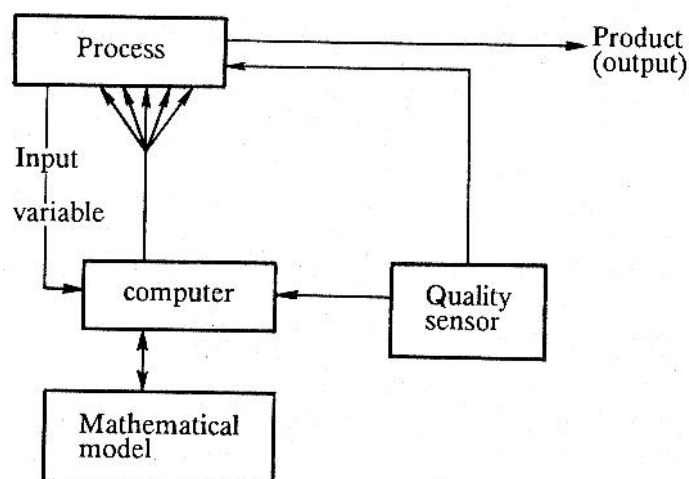 Process
Product
(output)
Input
variable
computer
Quality
sensor
Mathematical
model